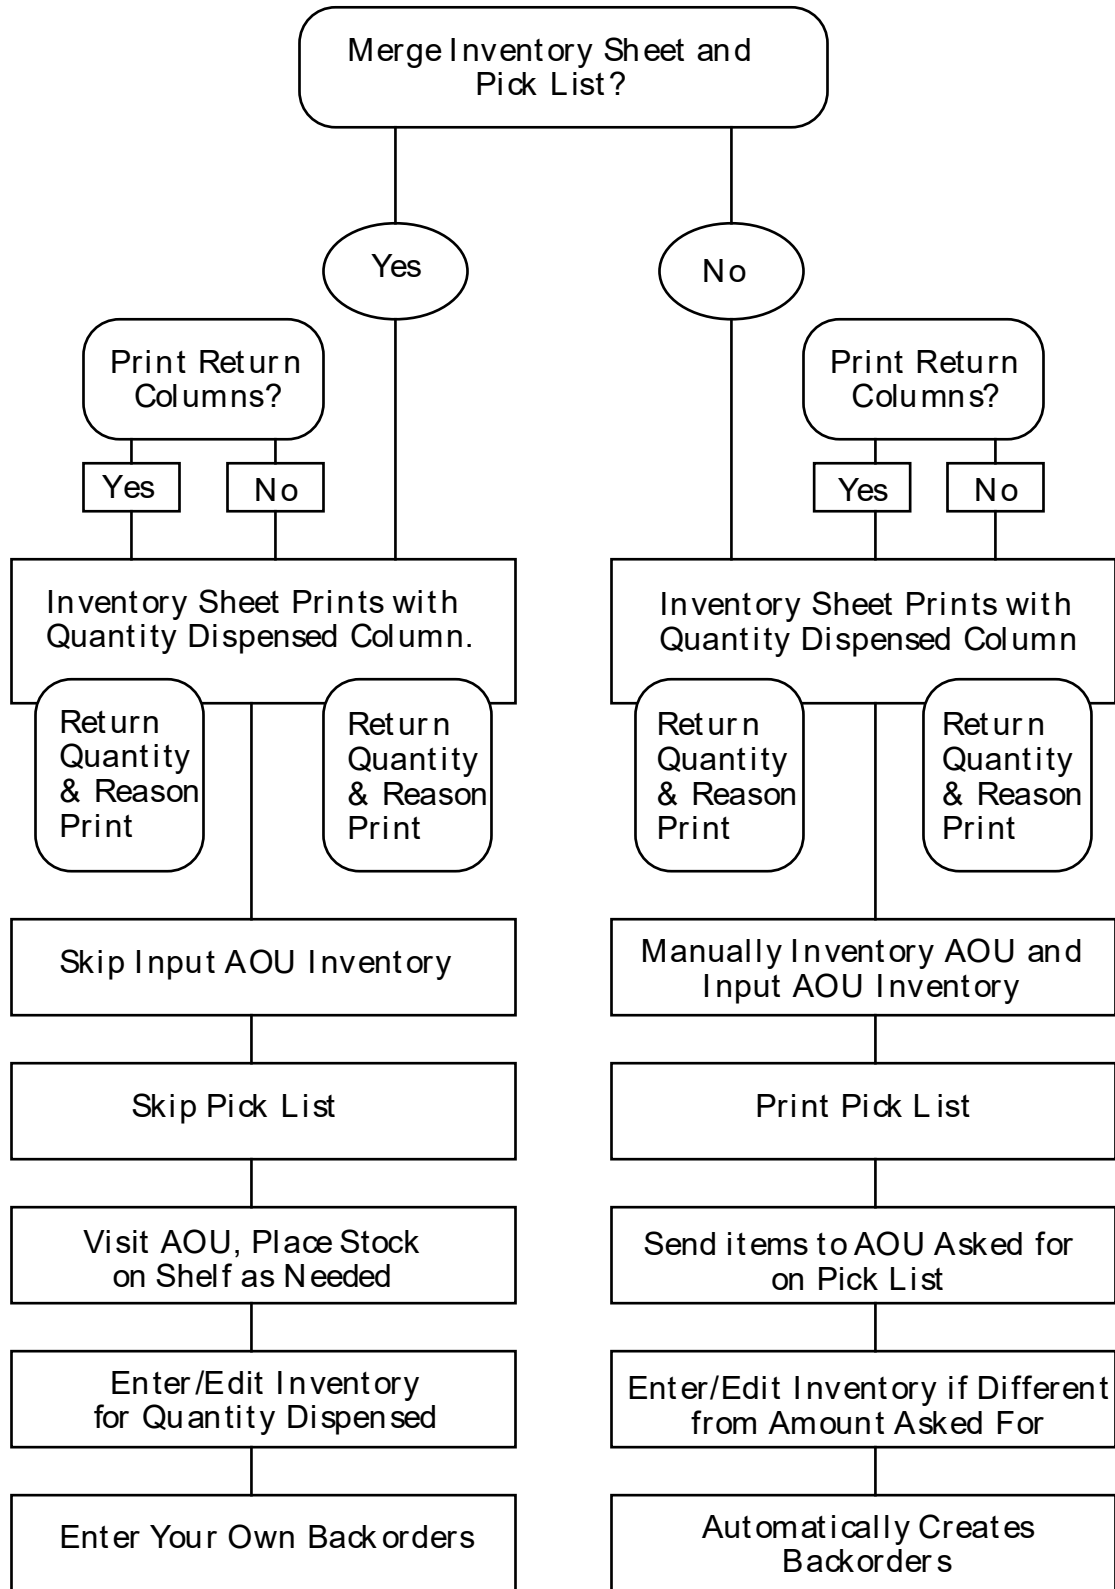 Merge Inventory Sheet and
Pick List?
Yes
No
Print Return
Columns?
Print Return
Columns?
Yes
No
Yes
No
Inventory Sheet Prints with
Quantity Dispensed Column.
Inventory Sheet Prints with
Quantity Dispensed Column
Return
Quantity
& Reason
Print
Return
Quantity
& Reason
Print
Return
Quantity
& Reason
Print
Return
Quantity
& Reason
Print
Skip Input AOU Inventory
Manually Inventory AOU and
Input AOU Inventory
Skip Pick List
Print Pick List
Visit AOU, Place Stock
on Shelf as Needed
Send items to AOU Asked for
on Pick List
Enter/Edit Inventory
for Quantity Dispensed
Enter/Edit Inventory if Different
from Amount Asked For
Enter Your Own Backorders
Automatically Creates
Backorders